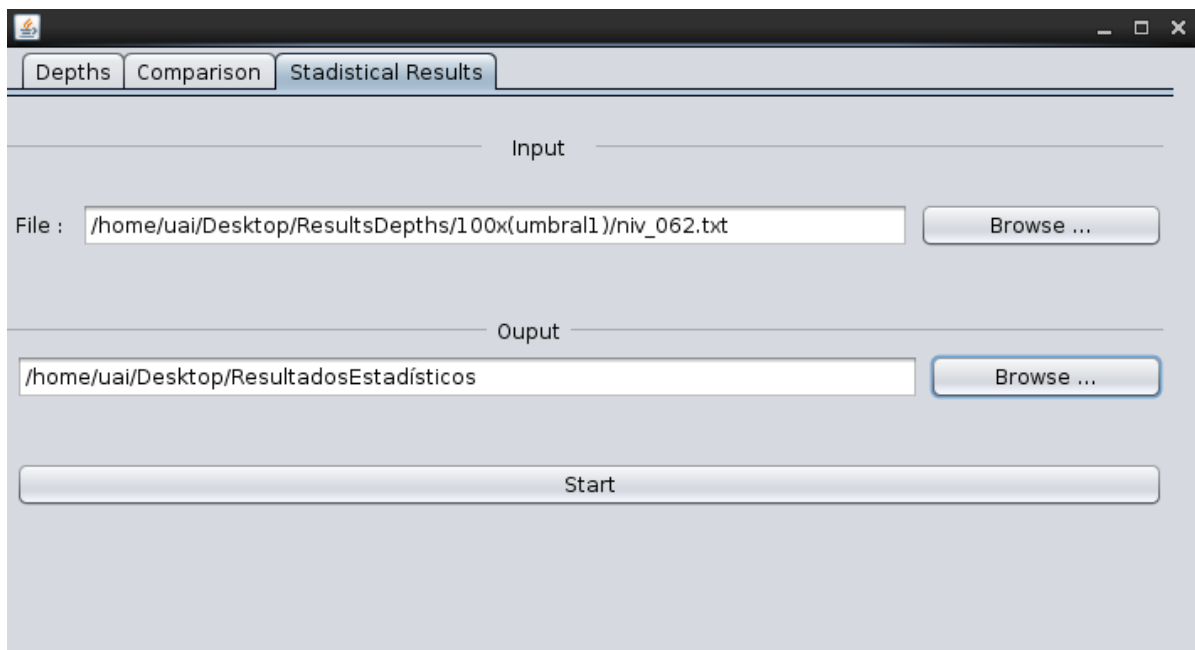 Depths Comparison Stadistical Results
Input
File : /home/uai/Desktop/ResultsDepths/100x(umbral1)/niv_062.txt Browse ...
Ouput
/home/uai/Desktop/ResultadosEstadísticos Browse ...
Start